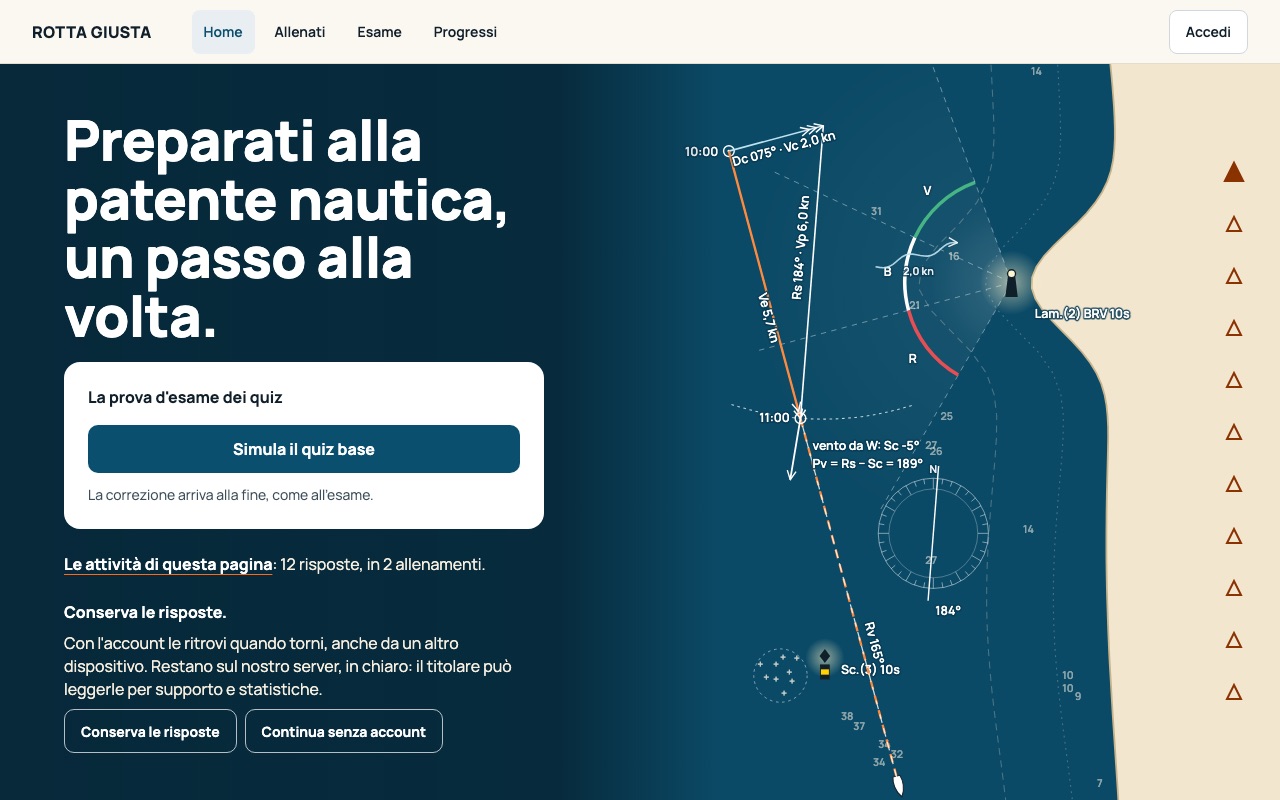 ROTTA GIUSTA
Home
Allenati
Esame
Progressi
Accedi
Preparati alla
patente nautica,
un passo alla
volta.
La prova d'esame dei quiz
Simula il quiz base
La correzione arriva alla fine, come all'esame.
Le attività di questa pagina: 12 risposte, in 2 allenamenti.
Conserva le risposte.
Con l'account le ritrovi quando torni, anche da un altro
dispositivo. Restano sul nostro server, in chiaro: il titolare può
leggerle per supporto e statistiche.
Conserva le risposte
Continua senza account
14
10:00
Dc 075° · Vc 2,0 kn
V
31
Rs 184° · Vp 6,0 kn
16
B
2,0 kn
21
Lam.(2) BRV 10s
Ve 5,7 kn
R
11:00
25
vento da W: Sc -5°
27
26
Pv = Rs – Sc = 189°
N
14
27
184°
Rv 165°
Sc.(3) 10s
10
10
9
38
37
34
32
34
7